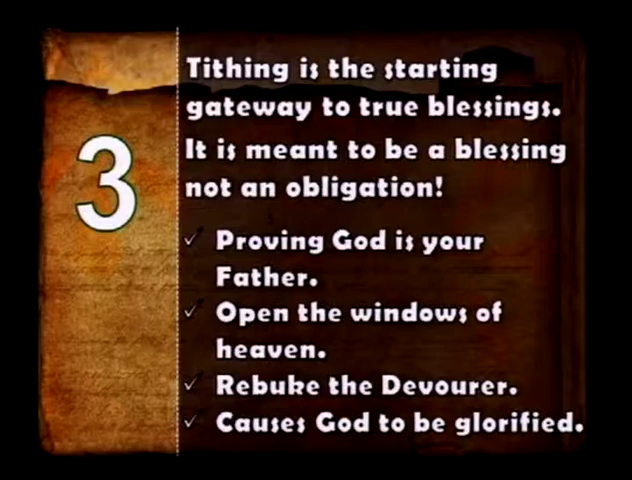 3
Tithing is the starting
gateway to true blessings.
It is meant to be a blessing
not an obligation!
✓ Proving God is your
Father.
✓ Open the windows of
heaven.
✓ Rebuke the Devourer.
✓ Causes God to be glorified.